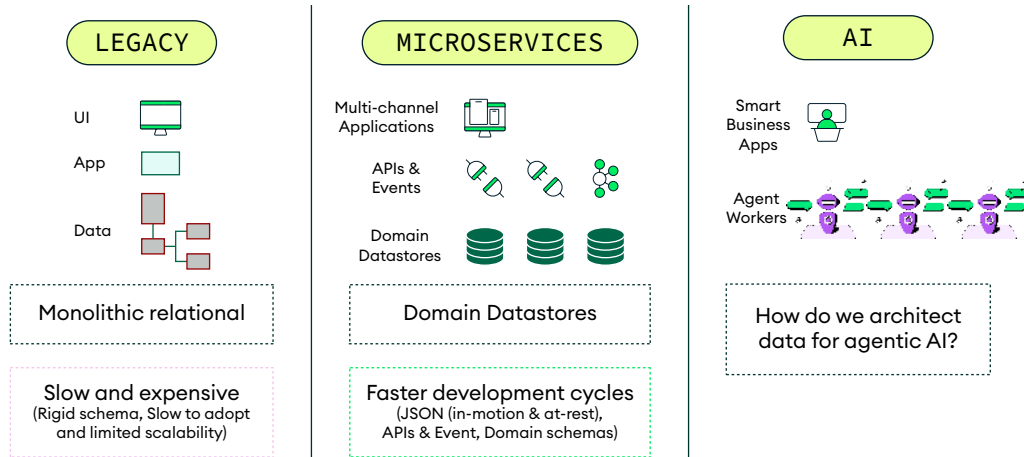 LEGACY
UI
App
Data
Monolithic relational
Slow and expensive
(Rigid schema, Slow to adopt
and limited scalability)
MICROSERVICES
Multi-channel
Applications
APIs &
Events
Domain
Datastores
Domain Datastores
Faster development cycles
(JSON (in-motion & at-rest),
APIs & Event, Domain schemas)
AI
Smart
Business
Apps
Agent
Workers
How do we architect
data for agentic AI?